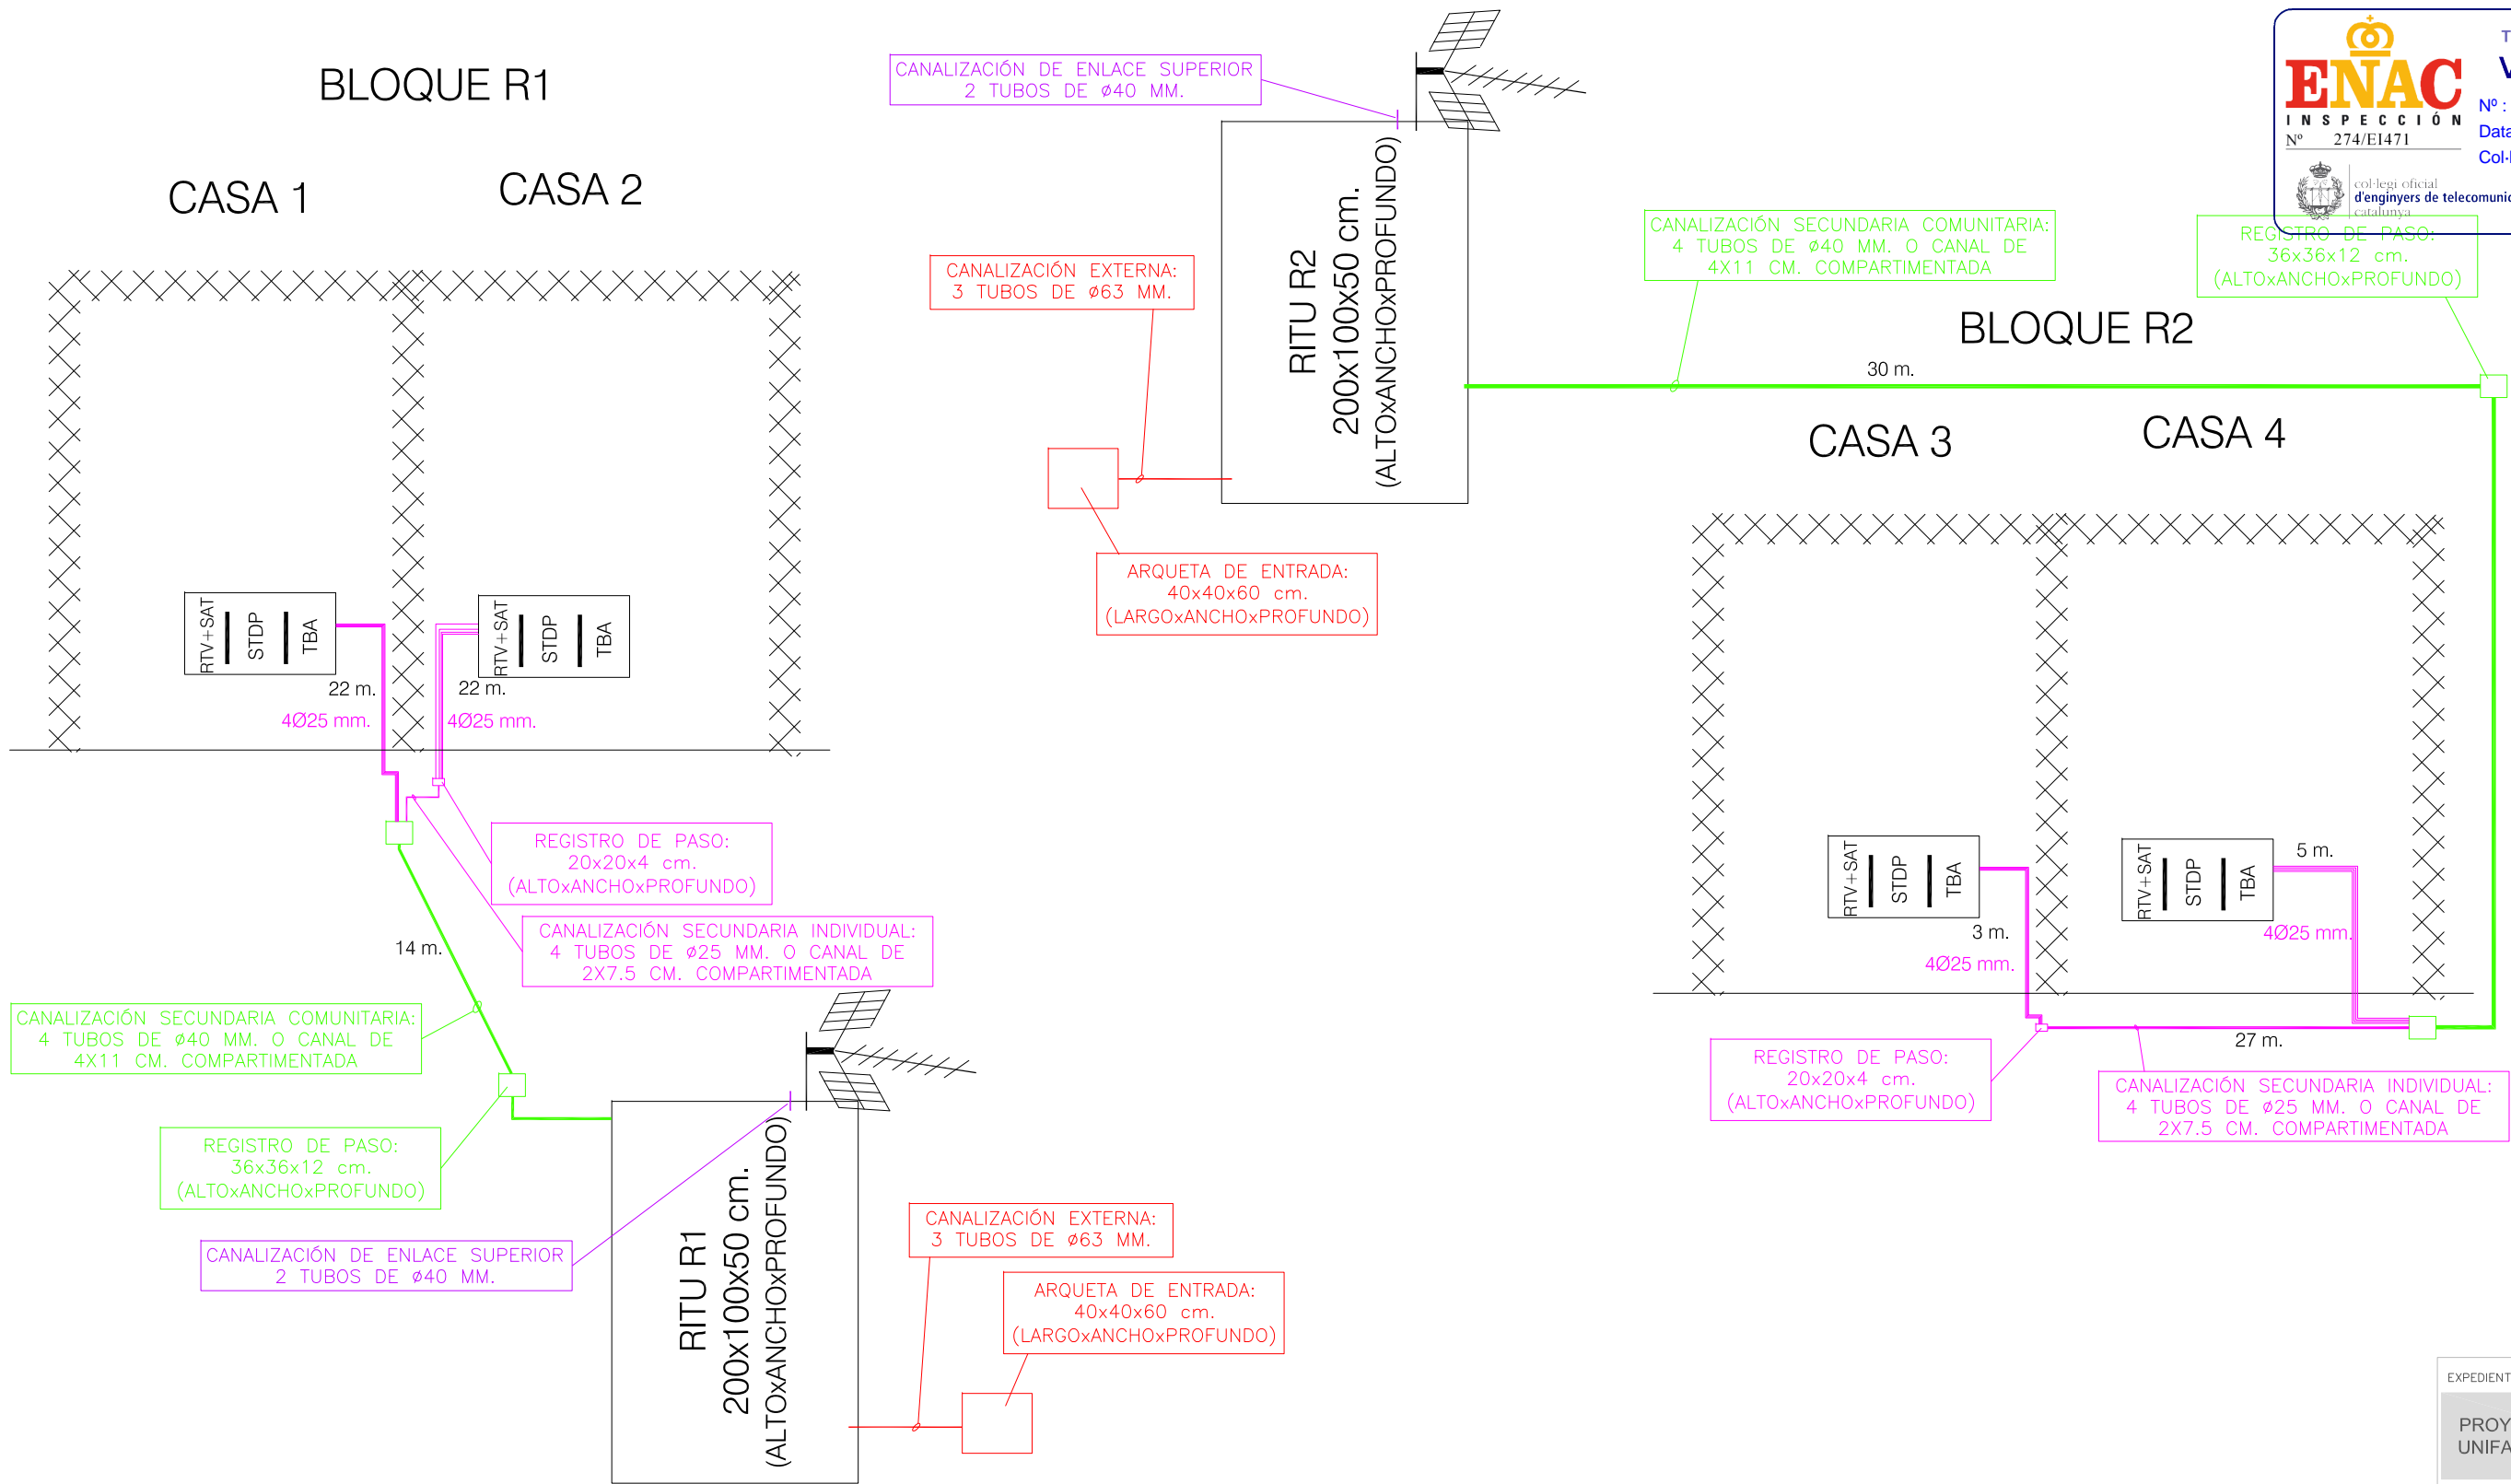 BLOQUE R1
CASA 1
CASA 2
RTV+SAT
STDP
TBA
RTV+SAT
STDP
TBA
22 m.
22 m.
4Ø25 mm.
4Ø25 mm.
REGISTRO DE PASO:
20x20x4 cm.
(ALTOxANCHOxPROFUNDO)
CANALIZACIÓN SECUNDARIA INDIVIDUAL:
4 TUBOS DE ø25 MM. O CANAL DE
2X7.5 CM. COMPARTIMENTADA
14 m.
CANALIZACIÓN SECUNDARIA COMUNITARIA:
4 TUBOS DE ø40 MM. O CANAL DE
4X11 CM. COMPARTIMENTADA
REGISTRO DE PASO:
36x36x12 cm.
(ALTOxANCHOxPROFUNDO)
CANALIZACIÓN DE ENLACE SUPERIOR
2 TUBOS DE ø40 MM.
RITU R1
200x100x50 cm.
(ALTOxANCHOxPROFUNDO)
CANALIZACIÓN EXTERNA:
3 TUBOS DE ø63 MM.
ARQUETA DE ENTRADA:
40x40x60 cm.
(LARGOxANCHOxPROFUNDO)
CANALIZACIÓN DE ENLACE SUPERIOR
2 TUBOS DE ø40 MM.
CANALIZACIÓN EXTERNA:
3 TUBOS DE ø63 MM.
RITU R2
200x100x50 cm.
(ALTOxANCHOxPROFUNDO)
ARQUETA DE ENTRADA:
40x40x60 cm.
(LARGOxANCHOxPROFUNDO)
CANALIZACIÓN SECUNDARIA COMUNITARIA:
4 TUBOS DE ø40 MM. O CANAL DE
4X11 CM. COMPARTIMENTADA
REGISTRO DE PASO:
36x36x12 cm.
(ALTOxANCHOxPROFUNDO)
BLOQUE R2
30 m.
CASA 3
CASA 4
RTV+SAT
STDP
TBA
RTV+SAT
STDP
TBA
3 m.
4Ø25 mm.
5 m.
4Ø25 mm.
27 m.
REGISTRO DE PASO:
20x20x4 cm.
(ALTOxANCHOxPROFUNDO)
CANALIZACIÓN SECUNDARIA INDIVIDUAL:
4 TUBOS DE ø25 MM. O CANAL DE
2X7.5 CM. COMPARTIMENTADA
ENAC
INSPECCIÓN
Nº 274/EI471
col·legi oficial
d'enginyers de telecomunic
catalunya
T
V
Nº :
Data
Col·l
EXPEDIENT
PROY
UNIFA